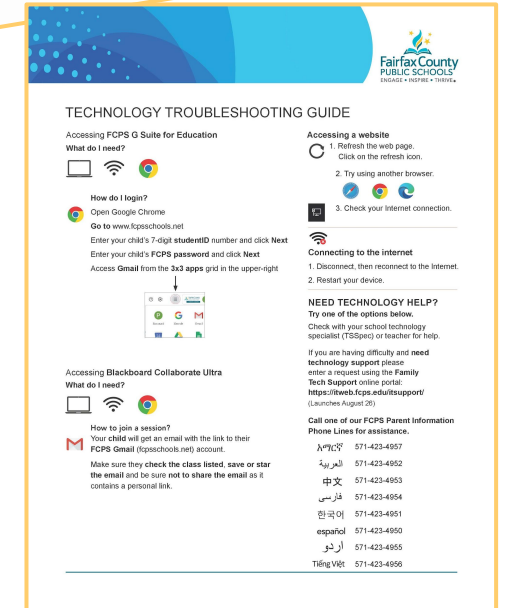 Fairfax County
PUBLIC SCHOOLS
ENGAGE • INSPIRE • THRIVE
TECHNOLOGY TROUBLESHOOTING GUIDE
Accessing FCPS G Suite for Education
What do I need?
How do I login?
Open Google Chrome
Go to www.fcpsschools.net
Enter your child's 7-digit studentID number and click Next
Enter your child's FCPS password and click Next
Access Gmail from the 3x3 apps grid in the upper-right
Accessing Blackboard Collaborate Ultra
What do I need?
How to join a session?
Your child will get an email with the link to their
FCPS Gmail (fcpsschools.net) account.
Make sure they check the class listed, save or star
the email and be sure not to share the email as it
contains a personal link.
Accessing a website
1. Refresh the web page.
Click on the refresh icon.
2. Try using another browser.
3. Check your Internet connection.
Connecting to the internet
1. Disconnect, then reconnect to the Internet.
2. Restart your device.
NEED TECHNOLOGY HELP?
Try one of the options below.
Check with your school technology
specialist (TSSpec) or teacher for help.
If you are having difficulty and need
technology support please
enter a request using the Family
Tech Support online portal:
https://itweb.fcps.edu/itsupport/
(Launches August 26)
Call one of our FCPS Parent Information
Phone Lines for assistance.
አማርኛ 571-423-4957
العربية 571-423-4952
中文 571-423-4953
فارسی 571-423-4954
한국어 571-423-4951
español 571-423-4950
اردو 571-423-4955
Tiếng Việt 571-423-4956